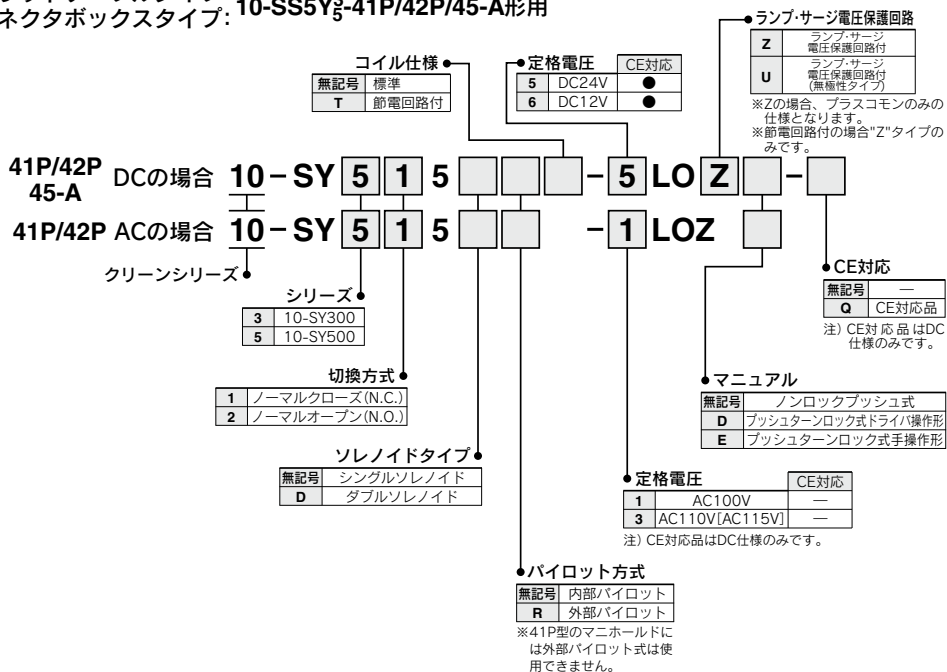 ネクタボックスタイプ: 10-SS5Y⅗-41P/42P/45-A形用
コイル仕様
無記号 標準
T 節電回路付
定格電圧 CE対応
5 DC24V ●
6 DC12V ●
ランプ・サージ電圧保護回路
Z ランプ・サージ
電圧保護回路付
U ランプ・サージ
電圧保護回路付
(無極性タイプ)
※Zの場合、プラスコモンのみの
仕様となります。
※節電回路付の場合"Z"タイプの
みです。
41P/42P
45-A
DCの場合 10-SY 5 1 5 - 5 LO Z -
41P/42P ACの場合 10-SY 5 1 5 - 1 LOZ
クリーンシリーズ
シリーズ
3 10-SY300
5 10-SY500
切換方式
1 ノーマルクローズ(N.C.)
2 ノーマルオープン(N.O.)
ソレノイドタイプ
無記号 シングルソレノイド
D ダブルソレノイド
パイロット方式
無記号 内部パイロット
R 外部パイロット
※41P型のマニホールドに
は外部パイロット式は使
用できません。
定格電圧 CE対応
1 AC100V —
3 AC110V[AC115V] —
注) CE対応品はDC仕様のみです。
マニュアル
無記号 ノンロックプッシュ式
D プッシュターンロック式ドライバ操作形
E プッシュターンロック式手操作形
CE対応
無記号 —
Q CE対応品
注) CE対応品はDC
仕様のみです。